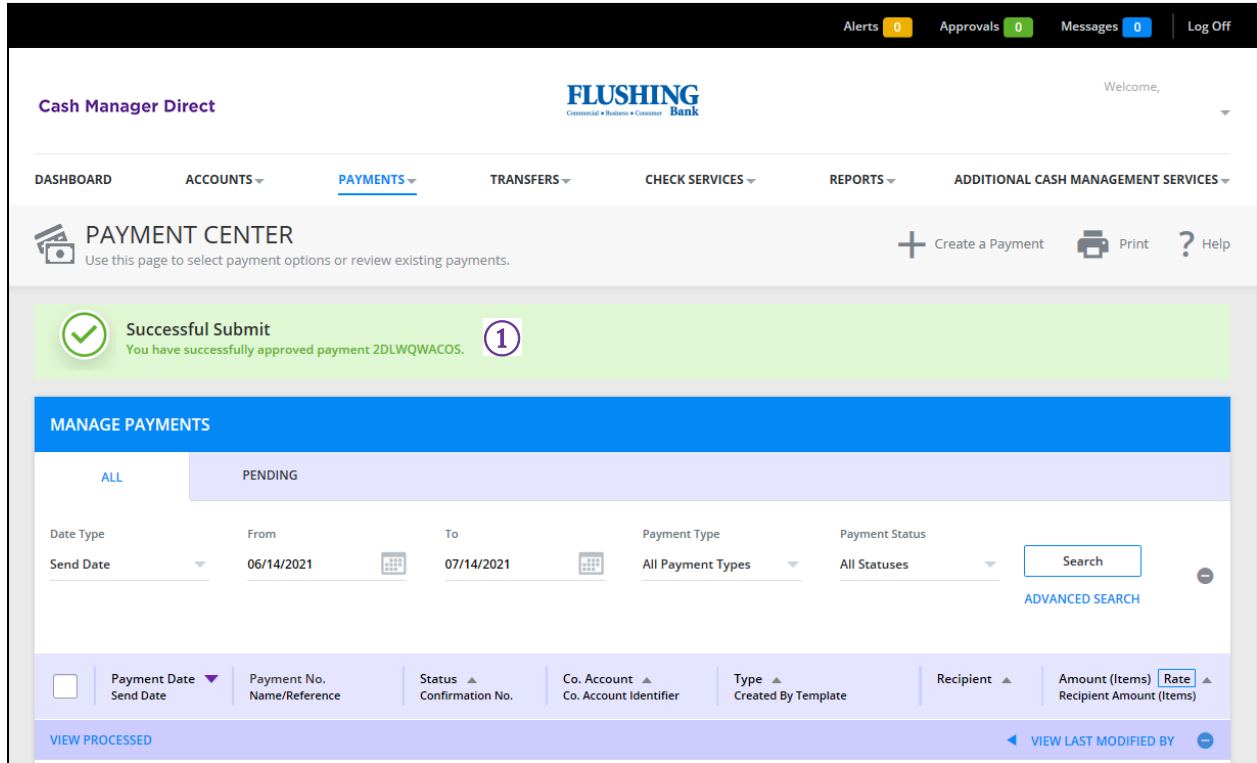 Alerts 0 Approvals 0 Messages 0 Log Off
Cash Manager Direct
FLUSHING
Commercial • Business • Consumer Bank
Welcome,
DASHBOARD ACCOUNTS PAYMENTS TRANSFERS CHECK SERVICES REPORTS ADDITIONAL CASH MANAGEMENT SERVICES
PAYMENT CENTER
Use this page to select payment options or review existing payments.
Create a Payment Print ? Help
Successful Submit
You have successfully approved payment 2DLWQWACOS.
①
MANAGE PAYMENTS
ALL PENDING
Date Type From To Payment Type Payment Status
Send Date 06/14/2021 07/14/2021 All Payment Types All Statuses Search
ADVANCED SEARCH
Payment Date Payment No. Status Co. Account Type Recipient Amount (Items) Rate
Send Date Name/Reference Confirmation No. Co. Account Identifier Created By Template Recipient Amount (Items)
VIEW PROCESSED VIEW LAST MODIFIED BY